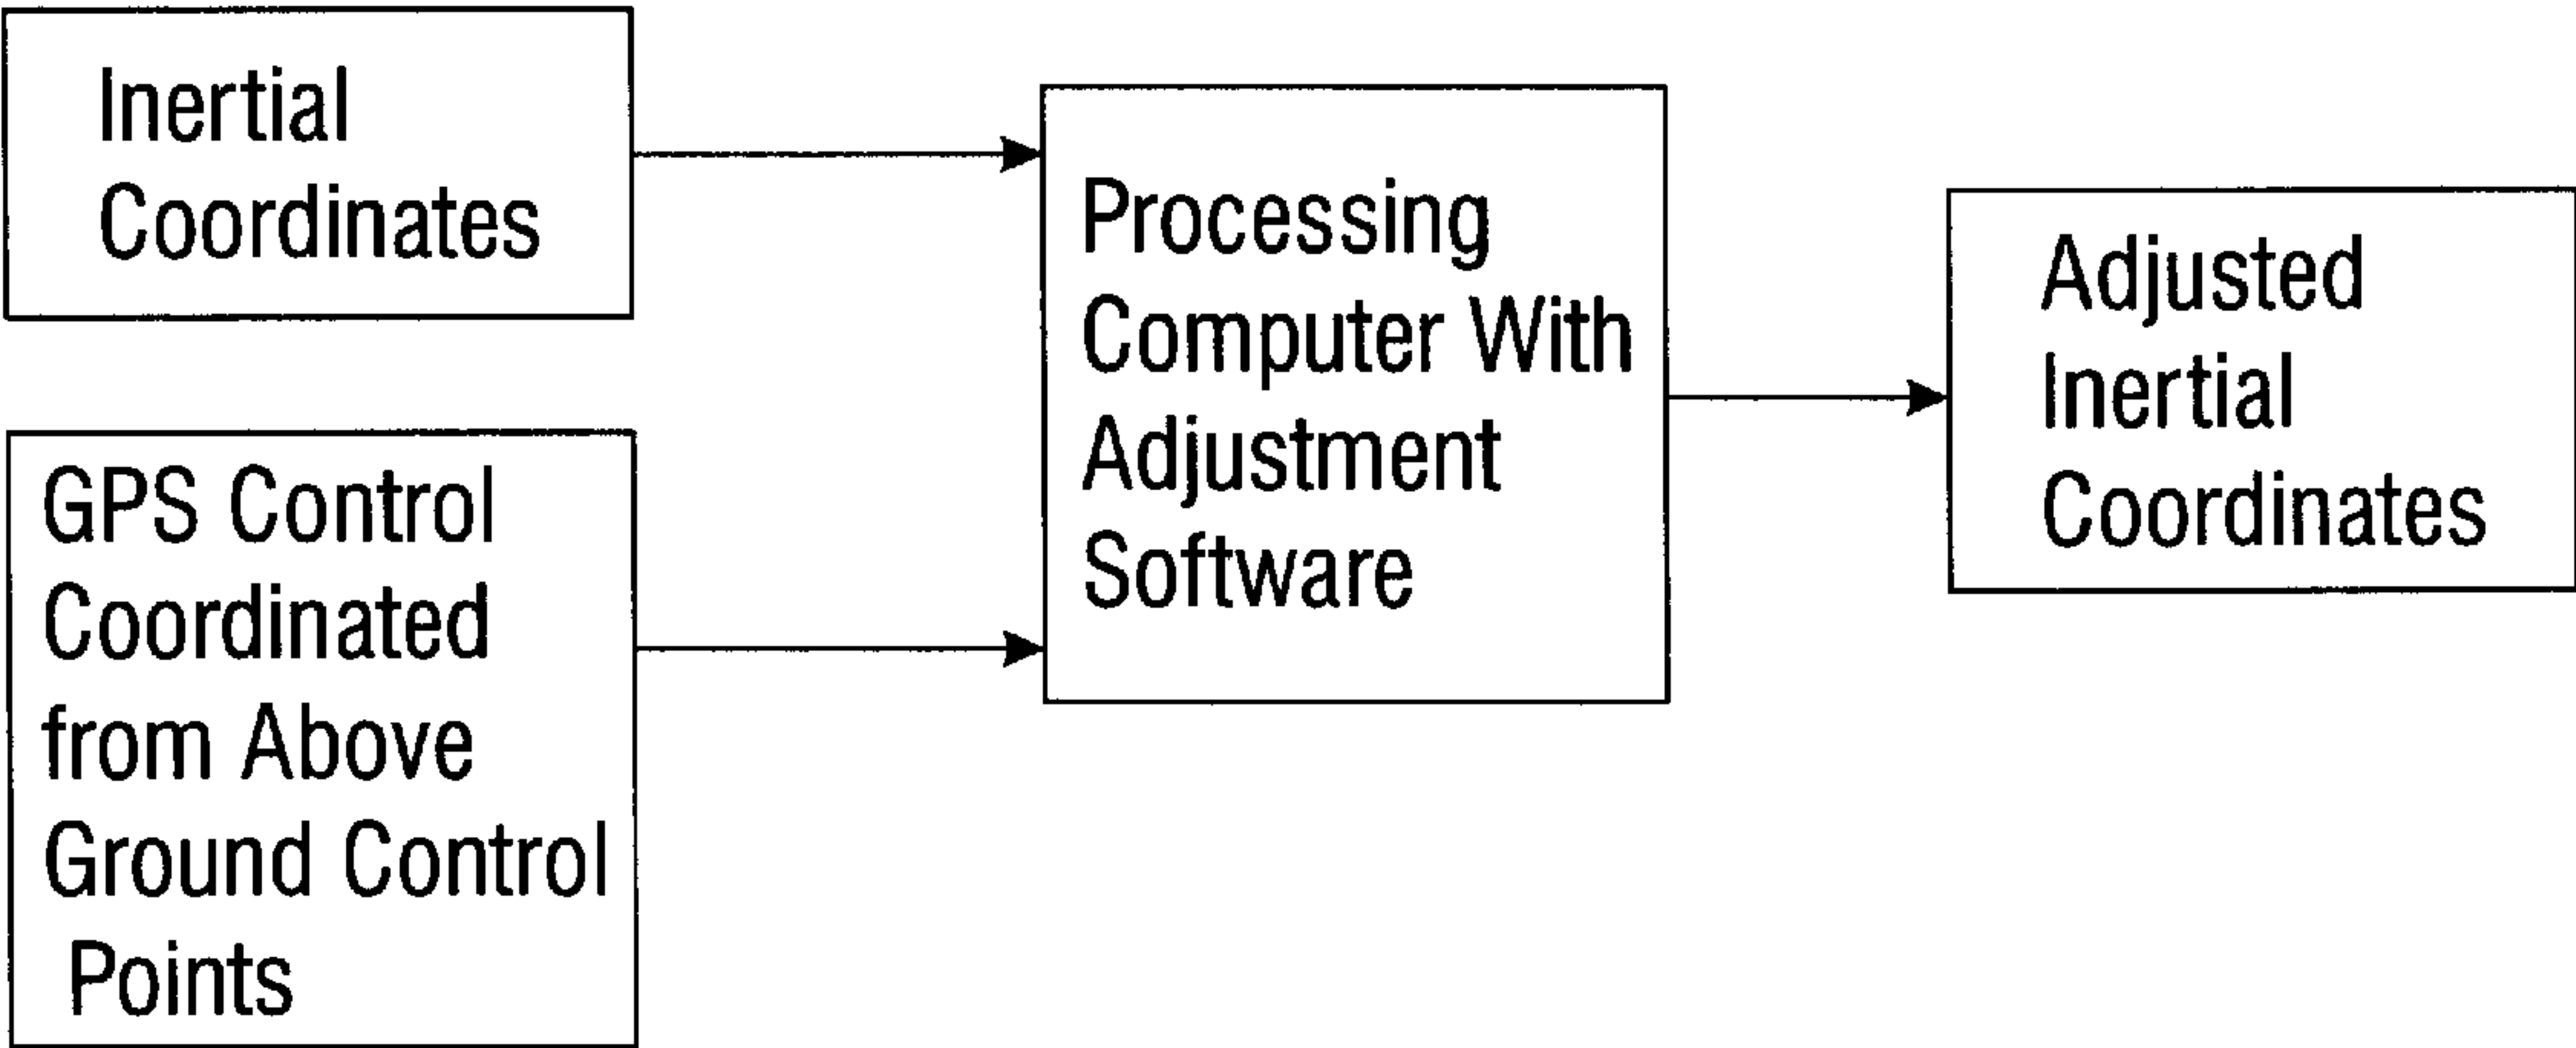 Inertial
Coordinates
GPS Control
Coordinated
from Above
Ground Control
Points
Processing
Computer With
Adjustment
Software
Adjusted
Inertial
Coordinates